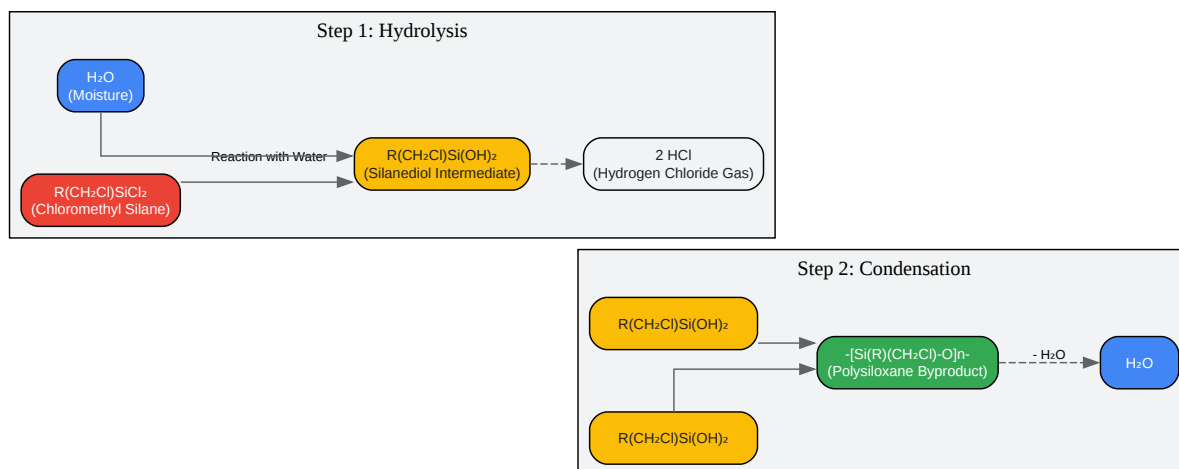 Step 1: Hydrolysis
H₂O
(Moisture)
Reaction with Water
R(CH₂Cl)Si(OH)₂
(Silanediol Intermediate)
2 HCl
(Hydrogen Chloride Gas)
R(CH₂Cl)SiCl₂
(Chloromethyl Silane)
Step 2: Condensation
R(CH₂Cl)Si(OH)₂
-[Si(R)(CH₂Cl)-O]n-
(Polysiloxane Byproduct)
- H₂O
H₂O
R(CH₂Cl)Si(OH)₂